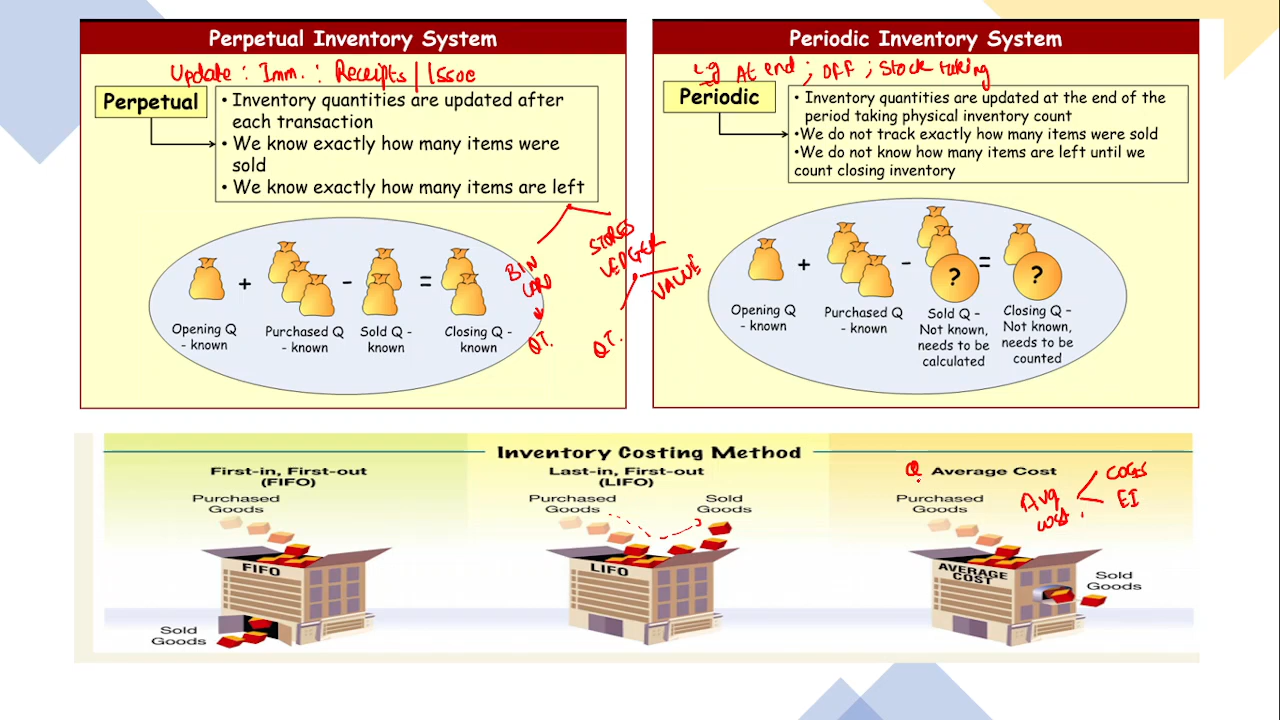 Perpetual Inventory System
Update : Imm. : Receipts | Issue
Perpetual
• Inventory quantities are updated after
each transaction
• We know exactly how many items were
sold
• We know exactly how many items are left
BIN
CARD
QT.
STORES
LEDGER
QT.
VALUE
+
-
=
Opening Q
- known
Purchased Q
- known
Sold Q -
known
Closing Q -
known
Periodic Inventory System
At end ; OFF ; Stock taking
Periodic
• Inventory quantities are updated at the end of the
period taking physical inventory count
•We do not track exactly how many items were sold
•We do not know how many items are left until we
count closing inventory
+
-
?
=
?
Opening Q
- known
Purchased Q
- known
Sold Q –
Not known,
needs to be
calculated
Closing Q –
Not known,
needs to be
counted
Inventory Costing Method
First-in, First-out
(FIFO)
Purchased
Goods
FIFO
Sold
Goods
Last-in, First-out
(LIFO)
Purchased
Goods
Sold
Goods
LIFO
Q Average Cost
Purchased
Goods
Avg
cost
COGS
EI
AVERAGE
COST
Sold
Goods